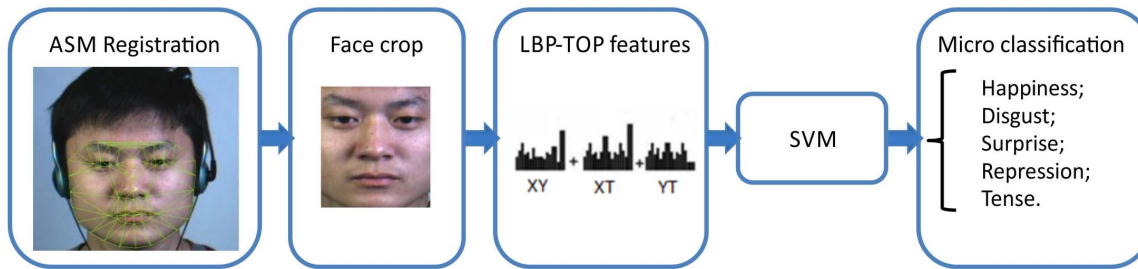 ASM Registration
Face crop
LBP-TOP features
XY + XT + YT
SVM
Micro classification
Happiness;
Disgust;
Surprise;
Repression;
Tense.